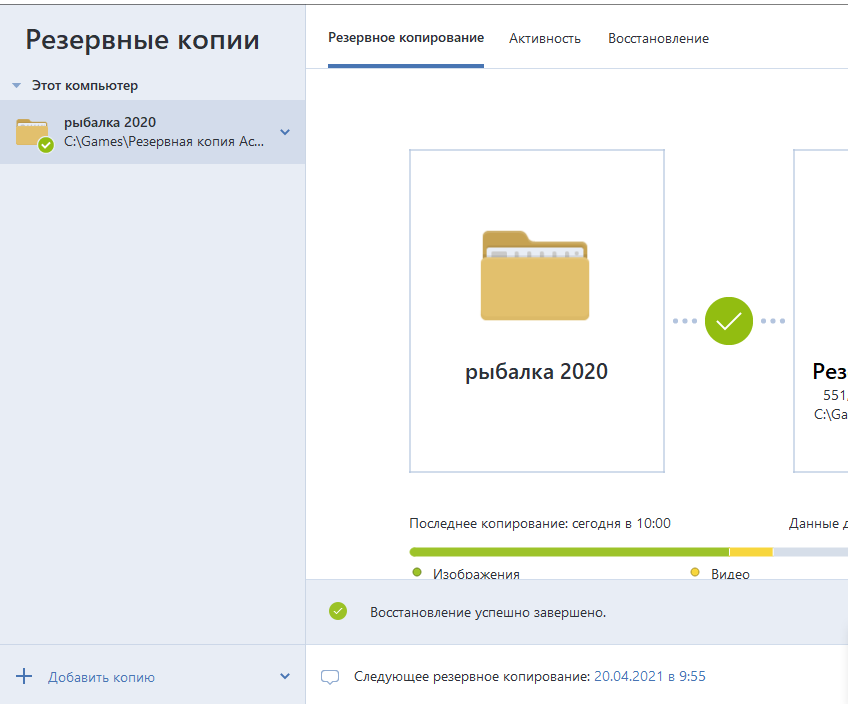 Резервные копии
Этот компьютер
рыбалка 2020
C:\Games\Резервная копия Ac...
Добавить копию
Резервное копирование Активность Восстановление
рыбалка 2020
Рез
551,
C:\Ga
Последнее копирование: сегодня в 10:00
Данные д
Изображения
Видео
Восстановление успешно завершено.
Следующее резервное копирование: 20.04.2021 в 9:55